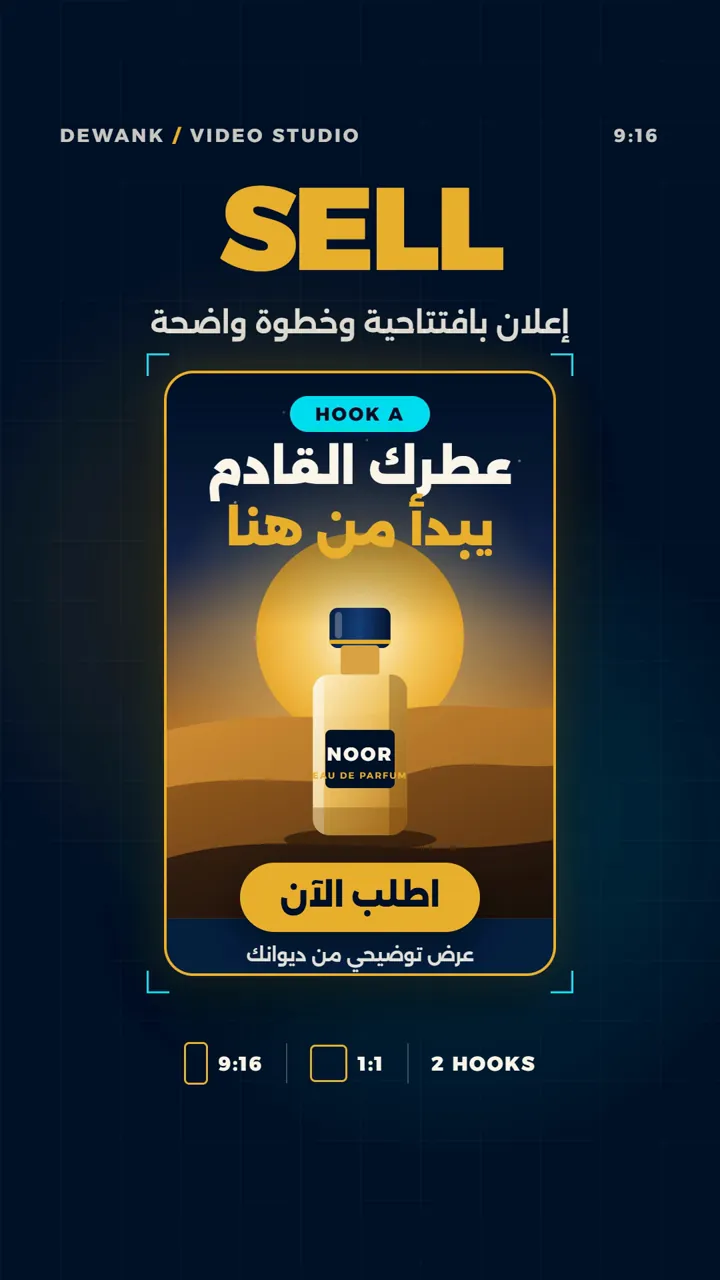 DEWANK / VIDEO STUDIO
9:16
SELL
إعلان بافتتاحية وخطوة واضحة
HOOK A
عطرك القادم
يبدأ من هنا
NOOR
EAU DE PARFUM
اطلب الآن
عرض توضيحي من ديوانك
9:16
1:1
2 HOOKS